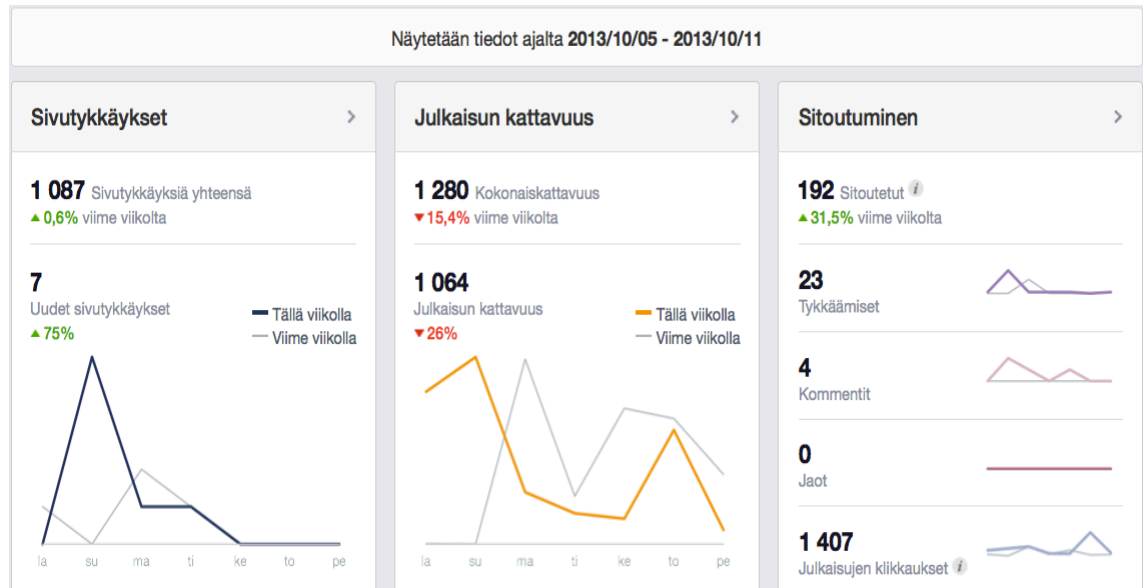 Näytetään tiedot ajalta 2013/10/05 - 2013/10/11
Sivutykkäykset
1 087 Sivutykkäyksiä yhteensä
0,6% viime viikolta
7
Uudet sivutykkäykset
75%
Tällä viikolla
Viime viikolla
la su ma ti ke to pe
Julkaisun kattavuus
1 280 Kokonaiskattavuus
15,4% viime viikolta
1 064
Julkaisun kattavuus
26%
Tällä viikolla
Viime viikolla
la su ma ti ke to pe
Sitoutuminen
192 Sitoutetut i
31,5% viime viikolta
23
Tykkäämiset
4
Kommentit
0
Jaot
1 407
Julkaisujen klikkaukset i